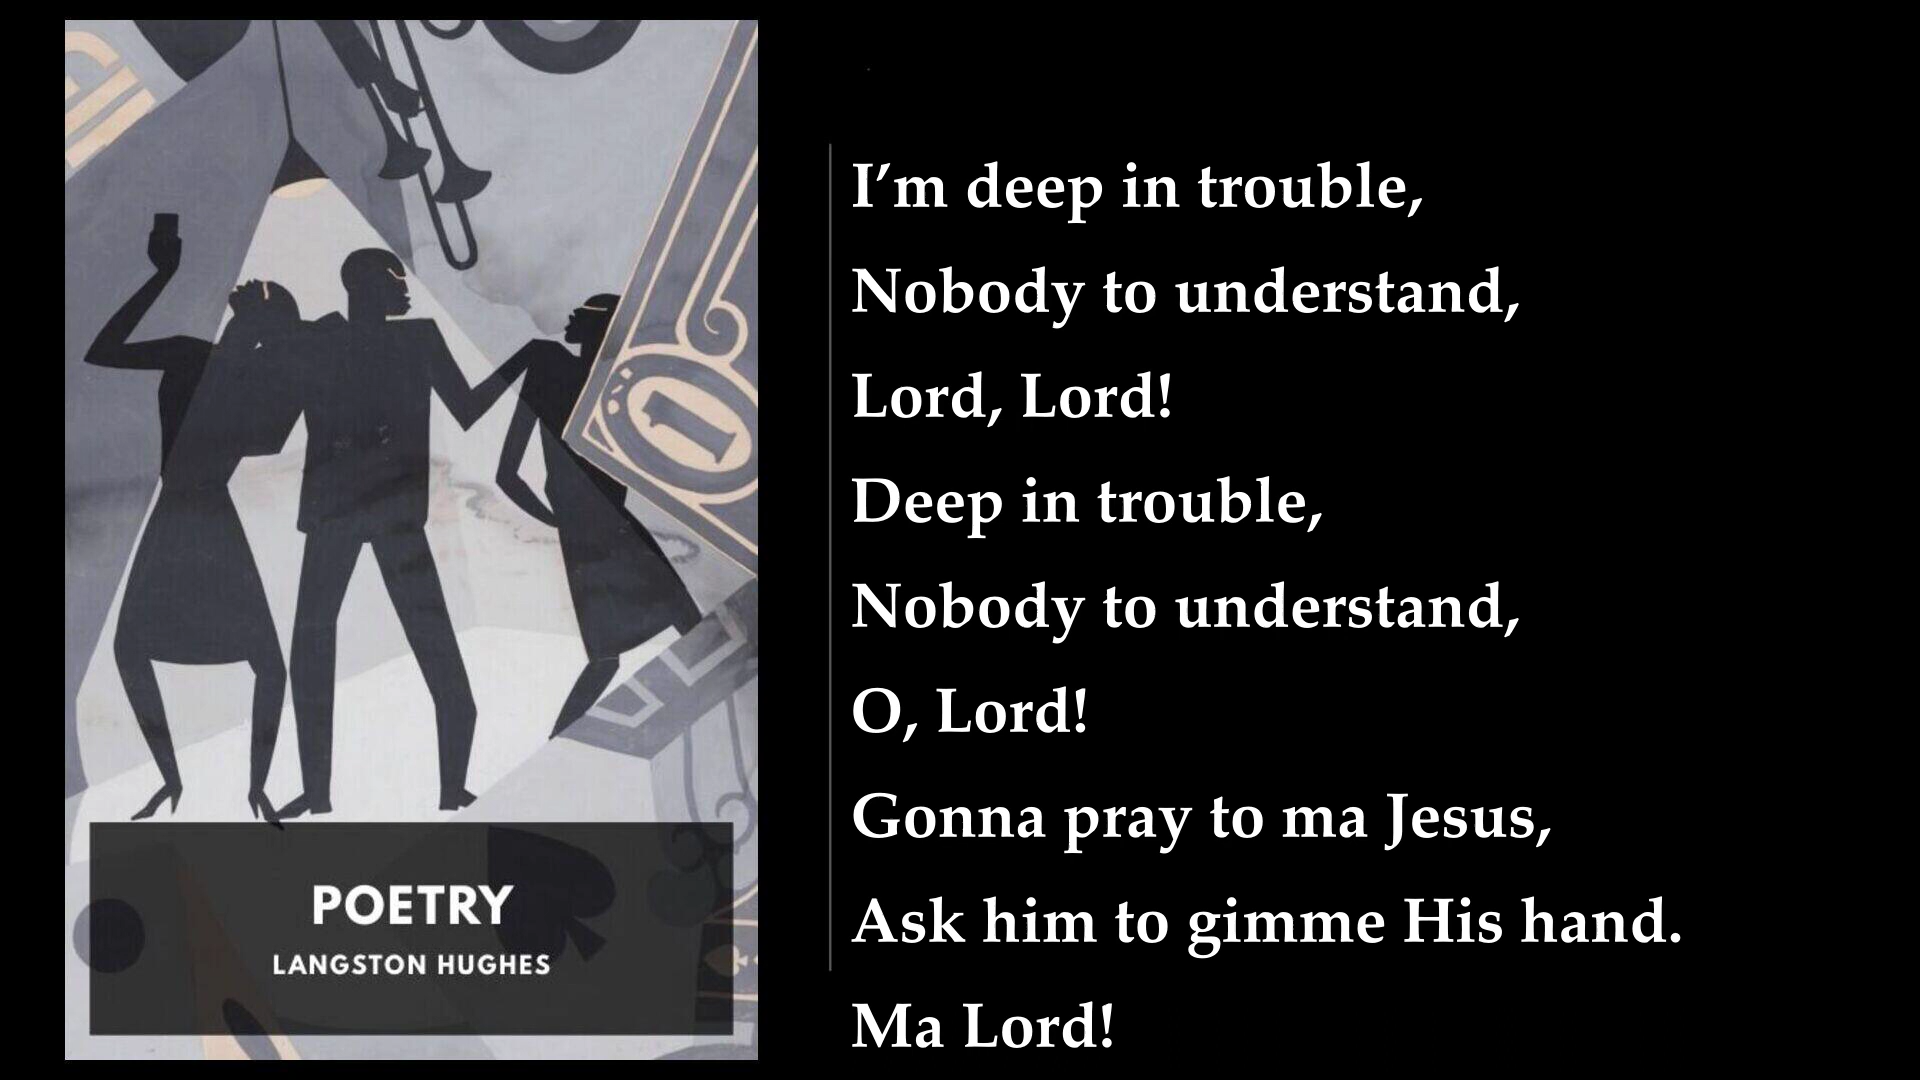 POETRY
LANGSTON HUGHES
I’m deep in trouble,
Nobody to understand,
Lord, Lord!
Deep in trouble,
Nobody to understand,
O, Lord!
Gonna pray to ma Jesus,
Ask him to gimme His hand.
Ma Lord!